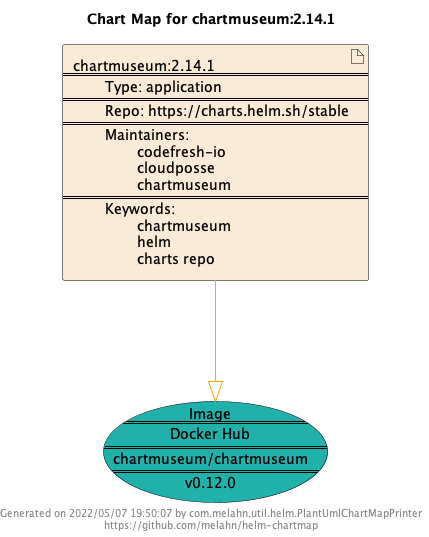 Chart Map for chartmuseum:2.14.1
chartmuseum:2.14.1
Type: application
Repo: https://charts.helm.sh/stable
Maintainers:
codefresh-io
cloudposse
chartmuseum
Keywords:
chartmuseum
helm
charts repo
Image
Docker Hub
chartmuseum/chartmuseum
v0.12.0
Generated on 2022/05/07 19:50:07 by com.melahn.util.helm.PlantUmlChartMapPrinter
https://github.com/melahn/helm-chartmap